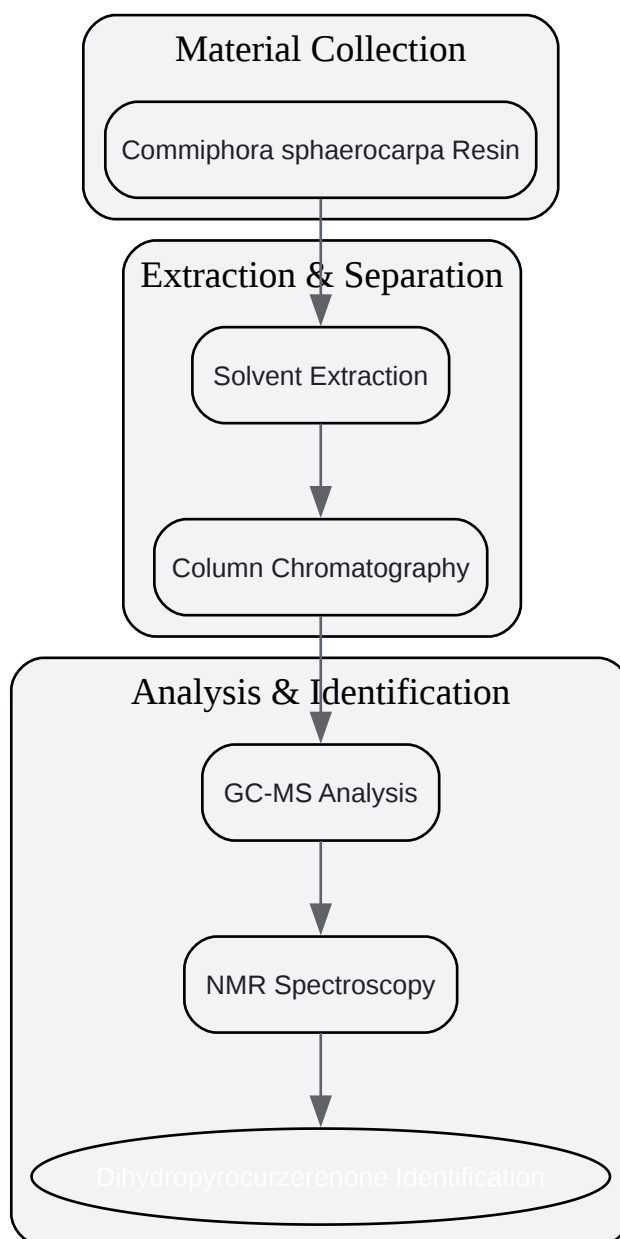 Material Collection
Commiphora sphaerocarpa Resin
Extraction & Separation
Solvent Extraction
Column Chromatography
Analysis & Identification
GC-MS Analysis
NMR Spectroscopy
Dihydropyrocurzerenone Identification